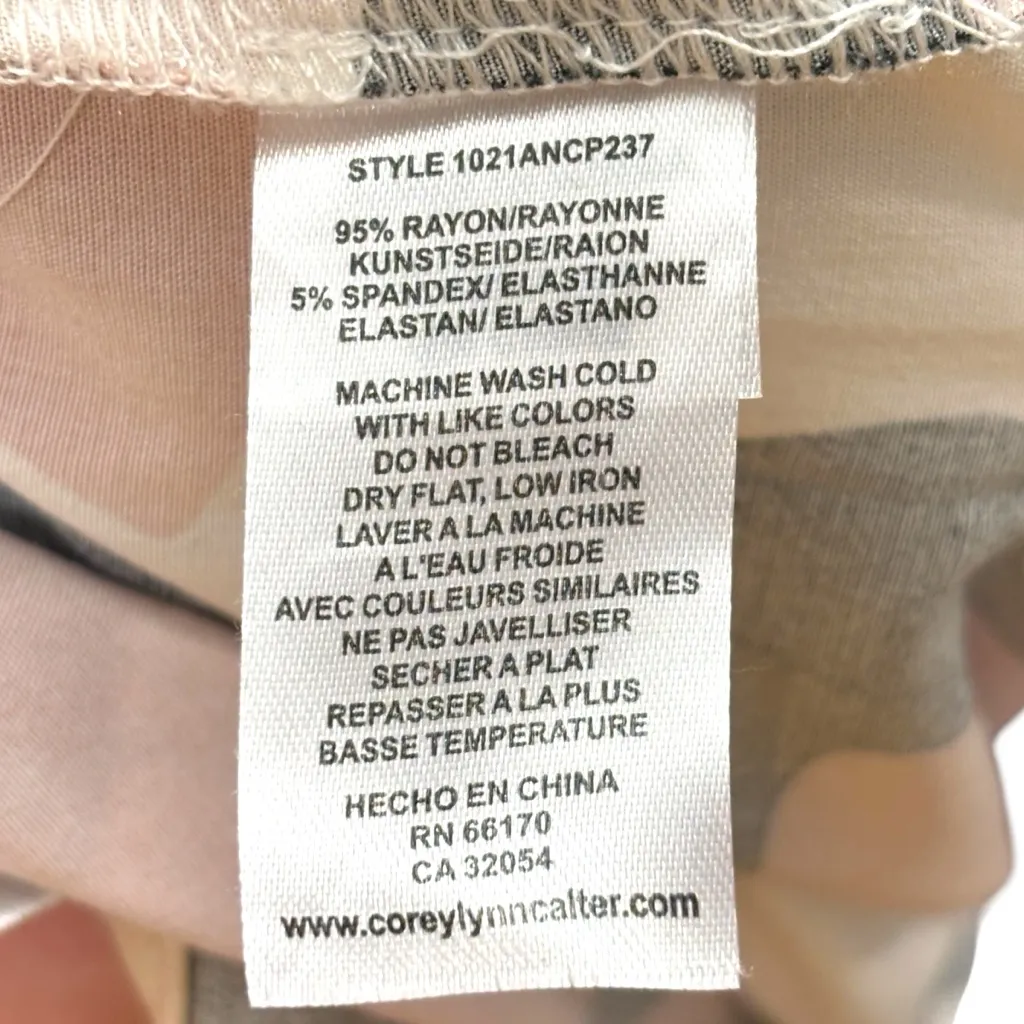 STYLE 1021ANCP237
95% RAYON/RAYONNE
KUNSTSEIDE/RAION
5% SPANDEX/ ELASTHANNE
ELASTAN/ ELASTANO
MACHINE WASH COLD
WITH LIKE COLORS
DO NOT BLEACH
DRY FLAT, LOW IRON
LAVER A LA MACHINE
A L'EAU FROIDE
AVEC COULEURS SIMILAIRES
NE PAS JAVELLISER
SECHER A PLAT
REPASSER A LA PLUS
BASSE TEMPERATURE
HECHO EN CHINA
RN 66170
CA 32054
www.coreylynncalter.com